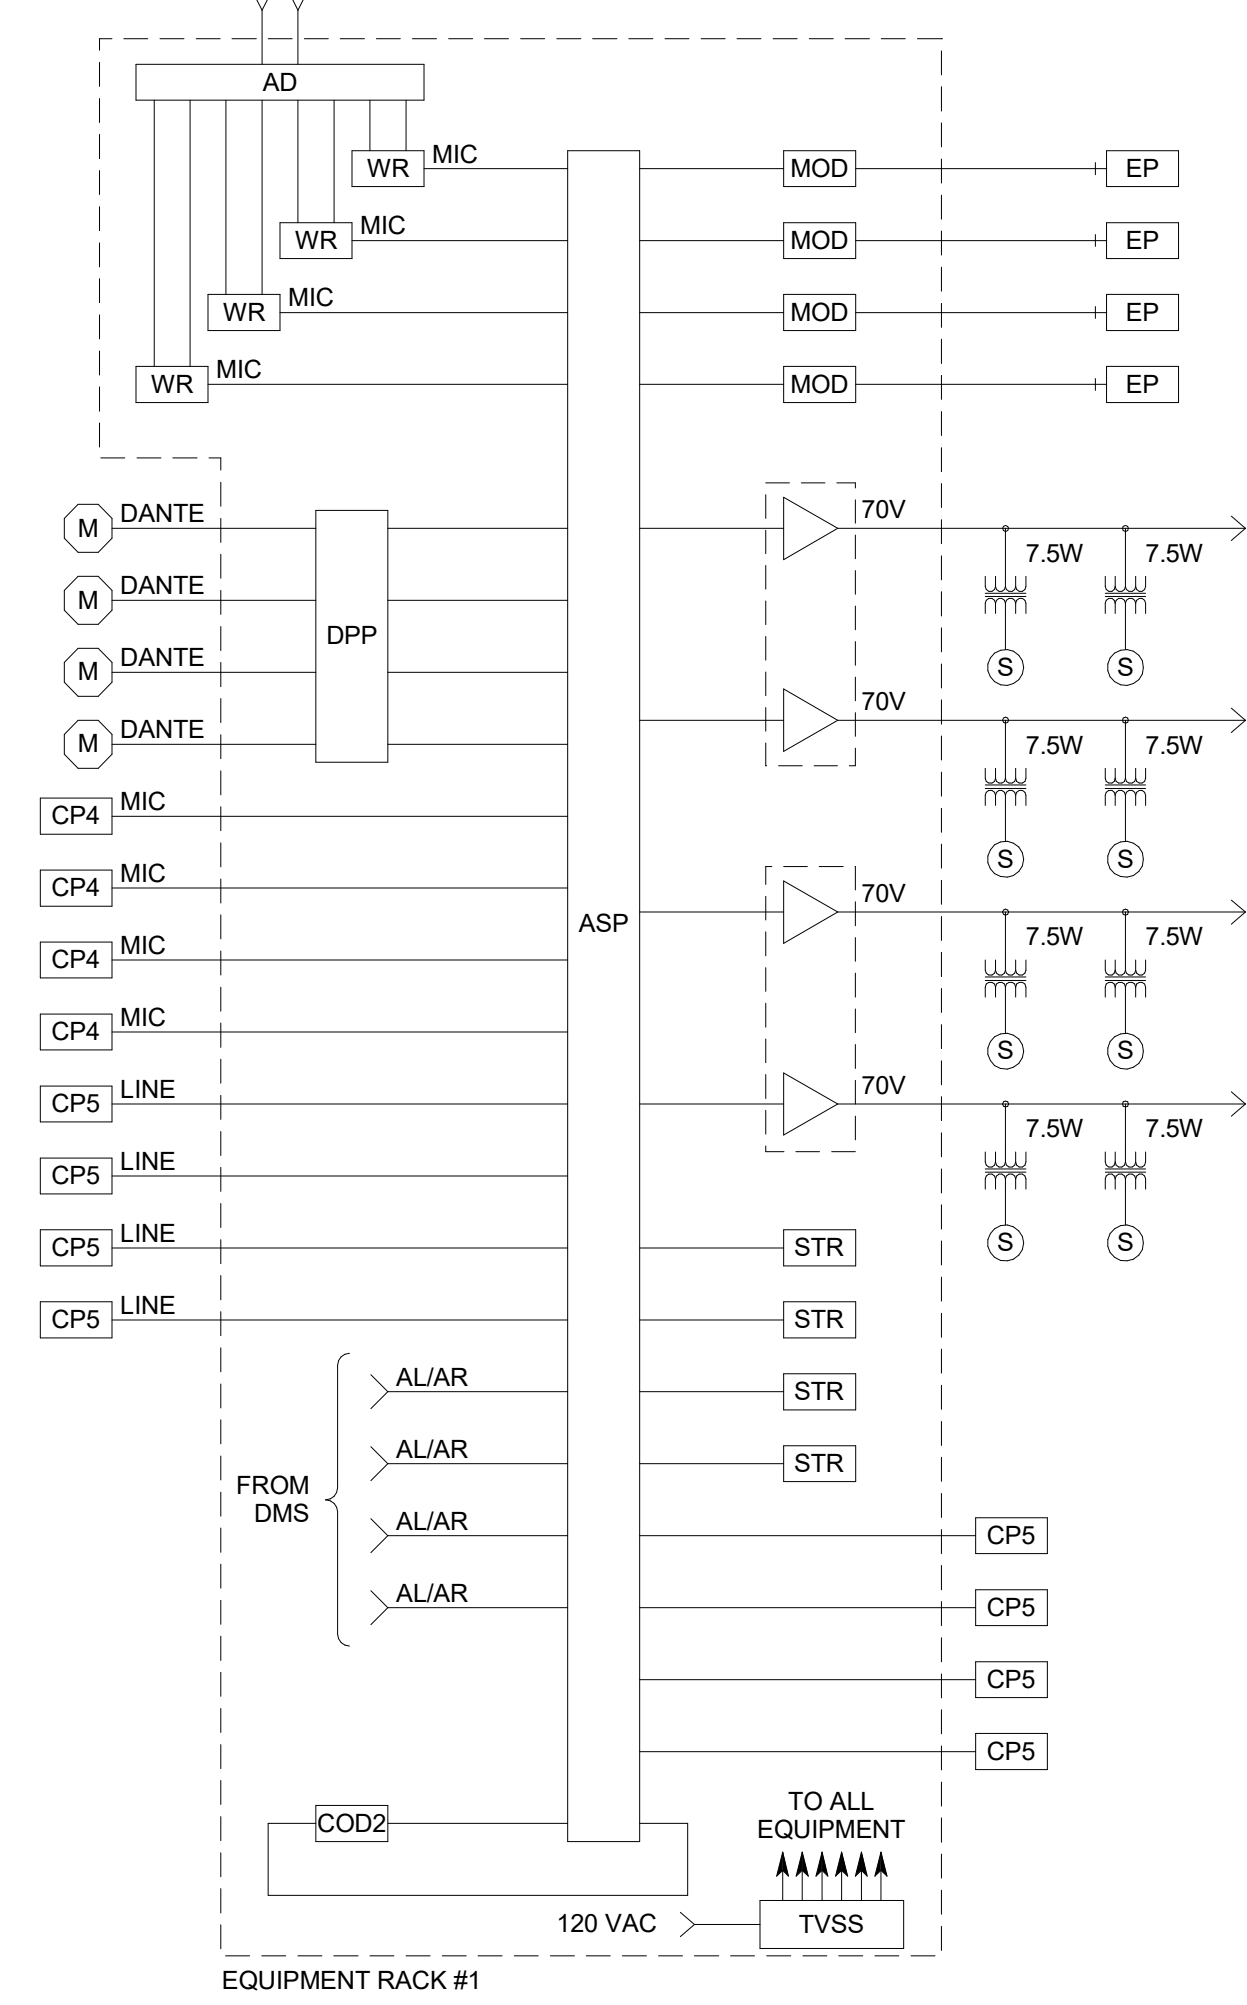 AD
WR MIC MOD EP
WR MIC MOD EP
WR MIC MOD EP
WR MIC MOD EP
M DANTE 70V
7.5W 7.5W
M DANTE
DPP
M DANTE S S
M DANTE 70V
7.5W 7.5W
CP4 MIC
CP4 MIC S S
ASP 70V
CP4 MIC 7.5W 7.5W
CP4 MIC S S
CP5 LINE 70V
7.5W 7.5W
CP5 LINE
CP5 LINE STR S S
CP5 LINE STR
AL/AR STR
AL/AR STR
FROM
DMS
AL/AR CP5
AL/AR CP5
CP5
CP5
TO ALL
EQUIPMENT
COD2
120 VAC TVSS
EQUIPMENT RACK #1